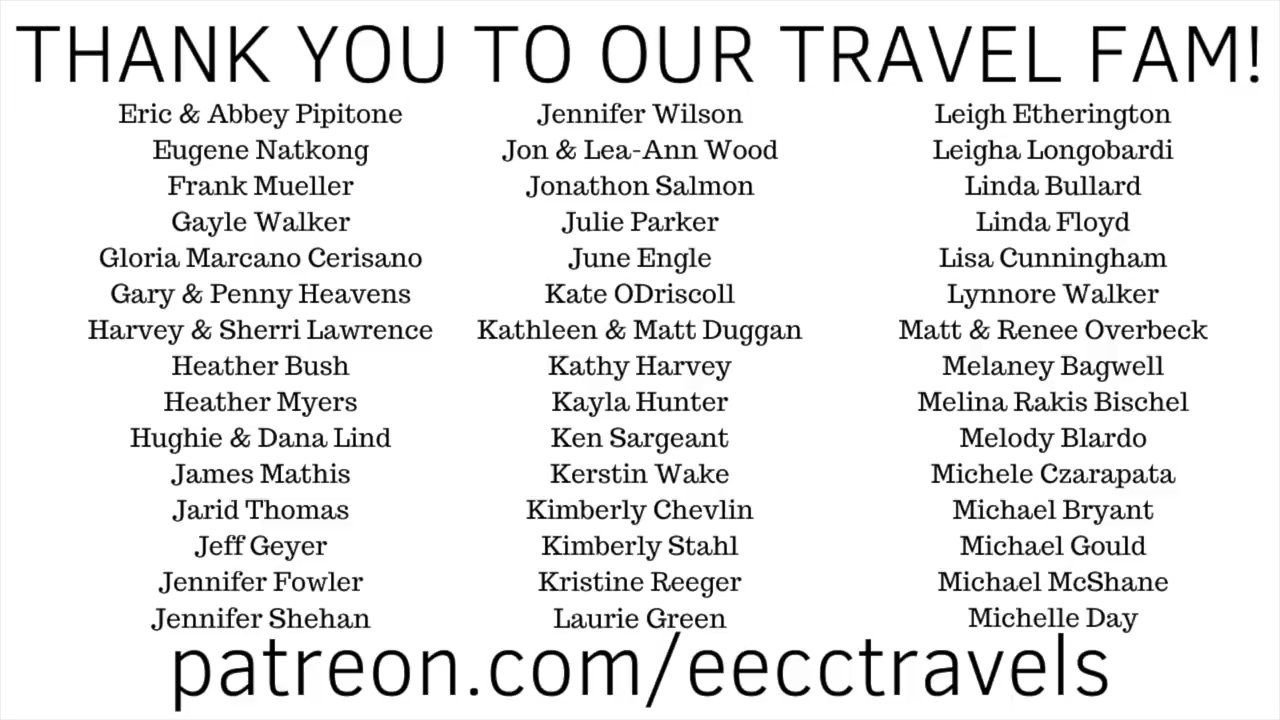 THANK YOU TO OUR TRAVEL FAM!
Eric & Abbey Pipitone
Eugene Natkong
Frank Mueller
Gayle Walker
Gloria Marcano Cerisano
Gary & Penny Heavens
Harvey & Sherri Lawrence
Heather Bush
Heather Myers
Hughie & Dana Lind
James Mathis
Jarid Thomas
Jeff Geyer
Jennifer Fowler
Jennifer Shehan
Jennifer Wilson
Jon & Lea-Ann Wood
Jonathon Salmon
Julie Parker
June Engle
Kate ODriscoll
Kathleen & Matt Duggan
Kathy Harvey
Kayla Hunter
Ken Sargeant
Kerstin Wake
Kimberly Chevlin
Kimberly Stahl
Kristine Reeger
Laurie Green
Leigh Etherington
Leigha Longobardi
Linda Bullard
Linda Floyd
Lisa Cunningham
Lynnore Walker
Matt & Renee Overbeck
Melaney Bagwell
Melina Rakis Bischel
Melody Blardo
Michele Czarapata
Michael Bryant
Michael Gould
Michael McShane
Michelle Day
patreon.com/eecctravels